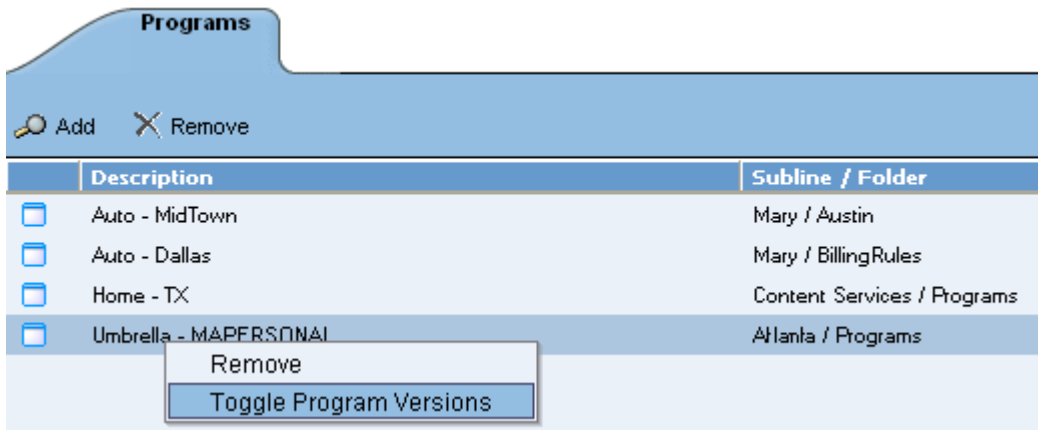 Programs
Add Remove
Description Subline / Folder
Auto - MidTown Mary / Austin
Auto - Dallas Mary / BillingRules
Home - TX Content Services / Programs
Umbrella - MAPERSONAL Atlanta / Programs
Remove
Toggle Program Versions